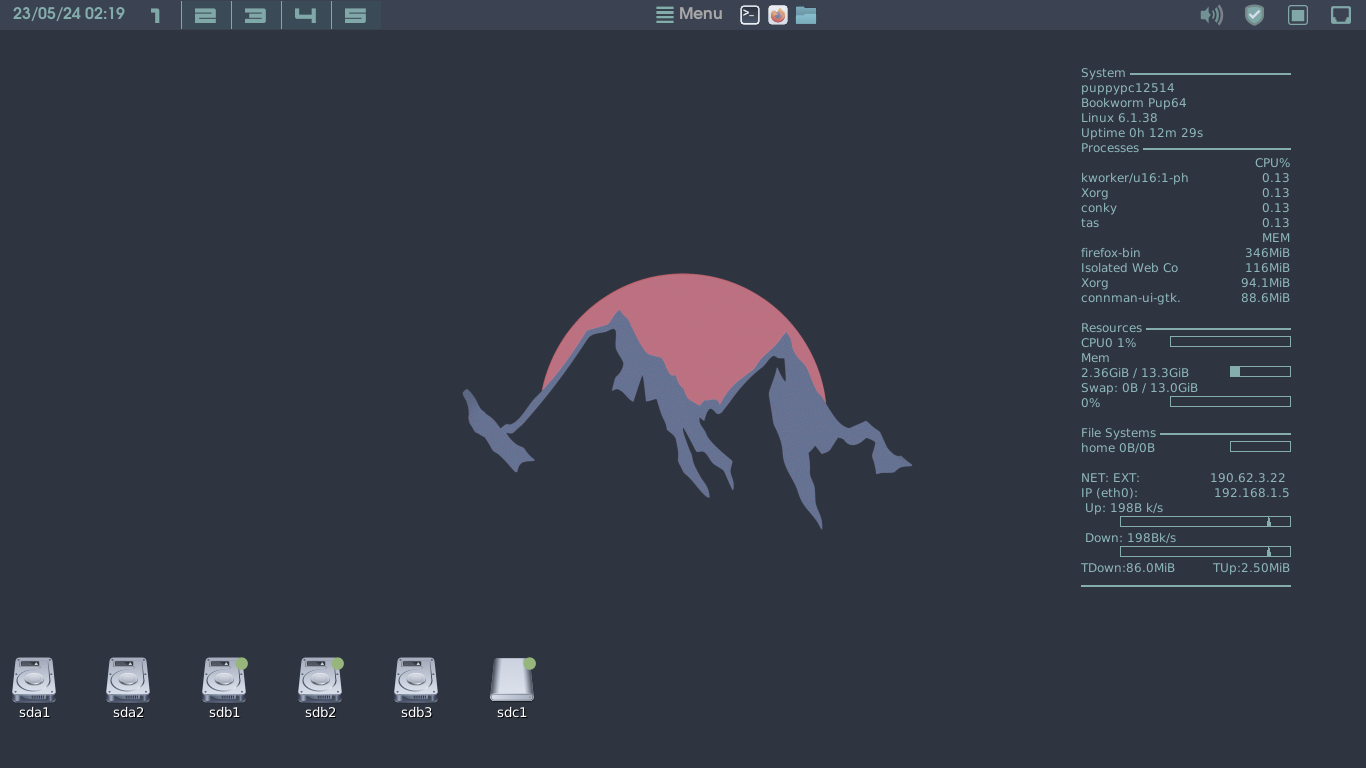 23/05/24 02:19 1 2 3 4 5 Menu
System
puppypc12514
Bookworm Pup64
Linux 6.1.38
Uptime 0h 12m 29s
Processes
CPU%
kworker/u16:1-ph 0.13
Xorg 0.13
conky 0.13
tas 0.13
MEM
firefox-bin 346MiB
Isolated Web Co 116MiB
Xorg 94.1MiB
connman-ui-gtk. 88.6MiB
Resources
CPU0 1%
Mem
2.36GiB / 13.3GiB
Swap: 0B / 13.0GiB
0%
File Systems
home 0B/0B
NET: EXT: 190.62.3.22
IP (eth0): 192.168.1.5
Up: 198B k/s
Down: 198Bk/s
TDown:86.0MiB TUp:2.50MiB
sda1 sda2 sdb1 sdb2 sdb3 sdc1